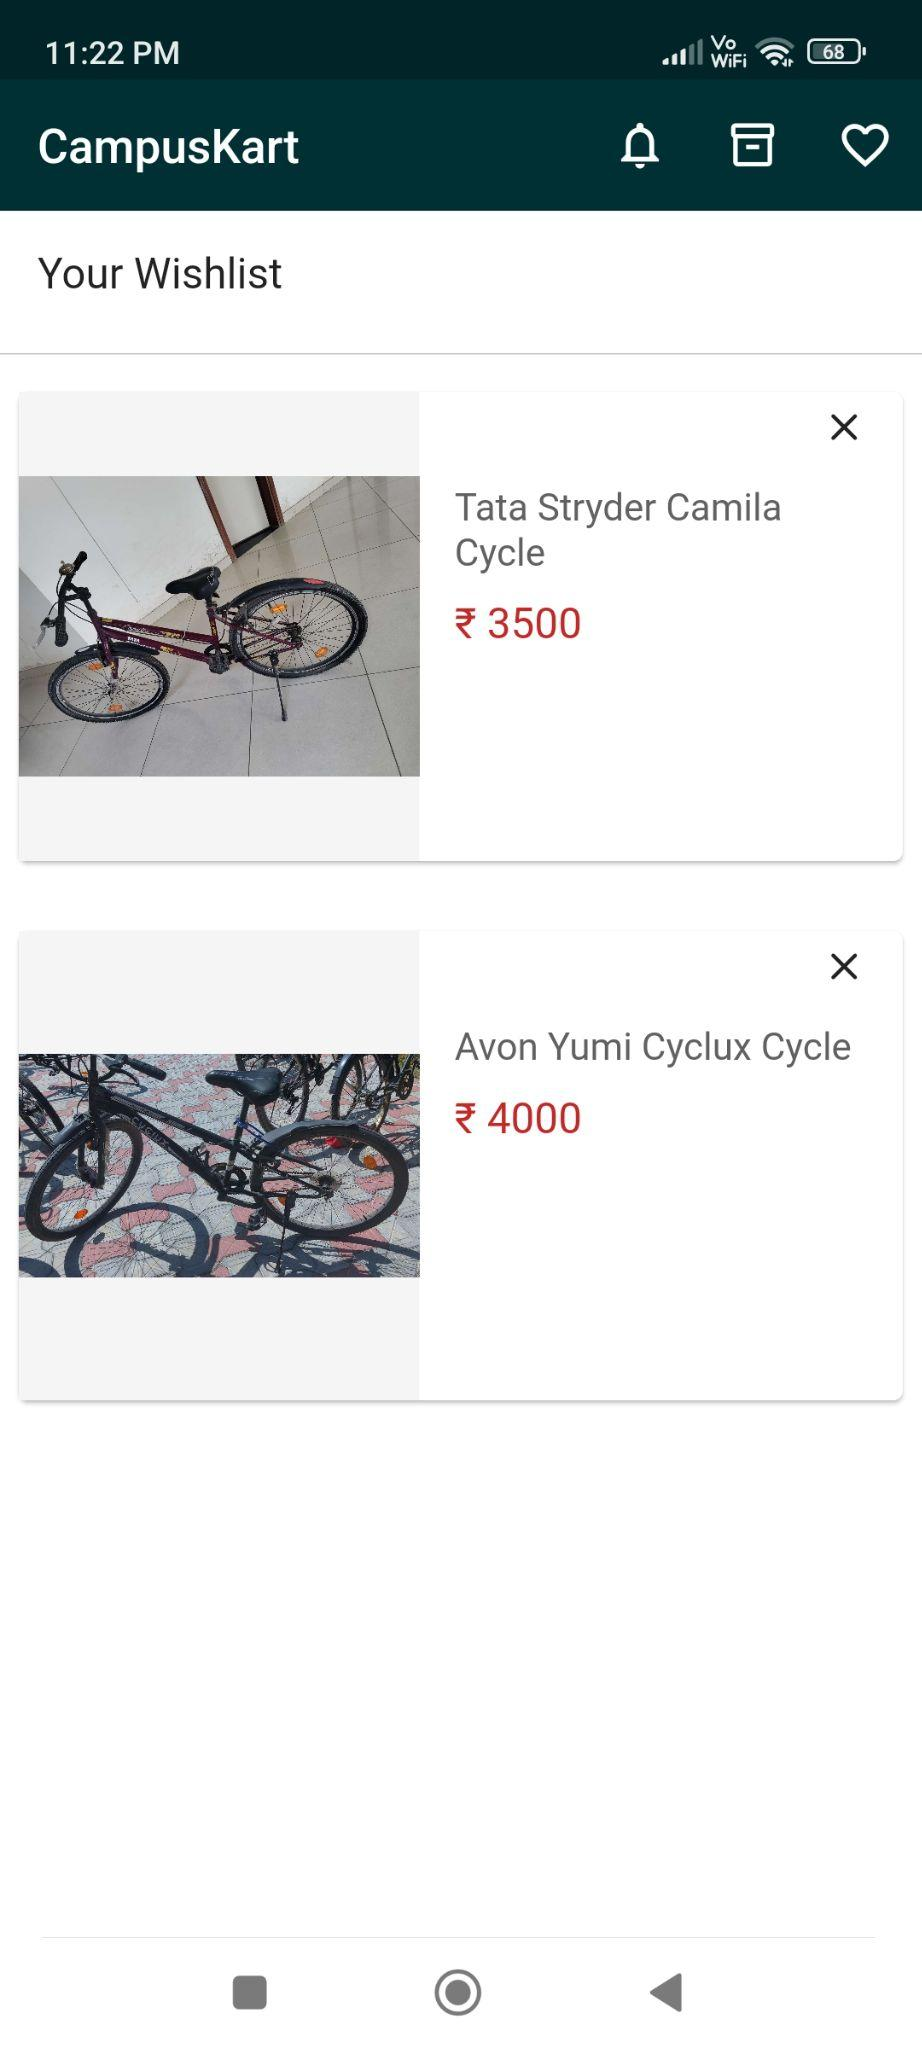 11:22 PM
Vo
WiFi
68
CampusKart
Your Wishlist
Tata Stryder Camila
Cycle
₹ 3500
CYCLUX
Avon Yumi Cyclux Cycle
₹ 4000